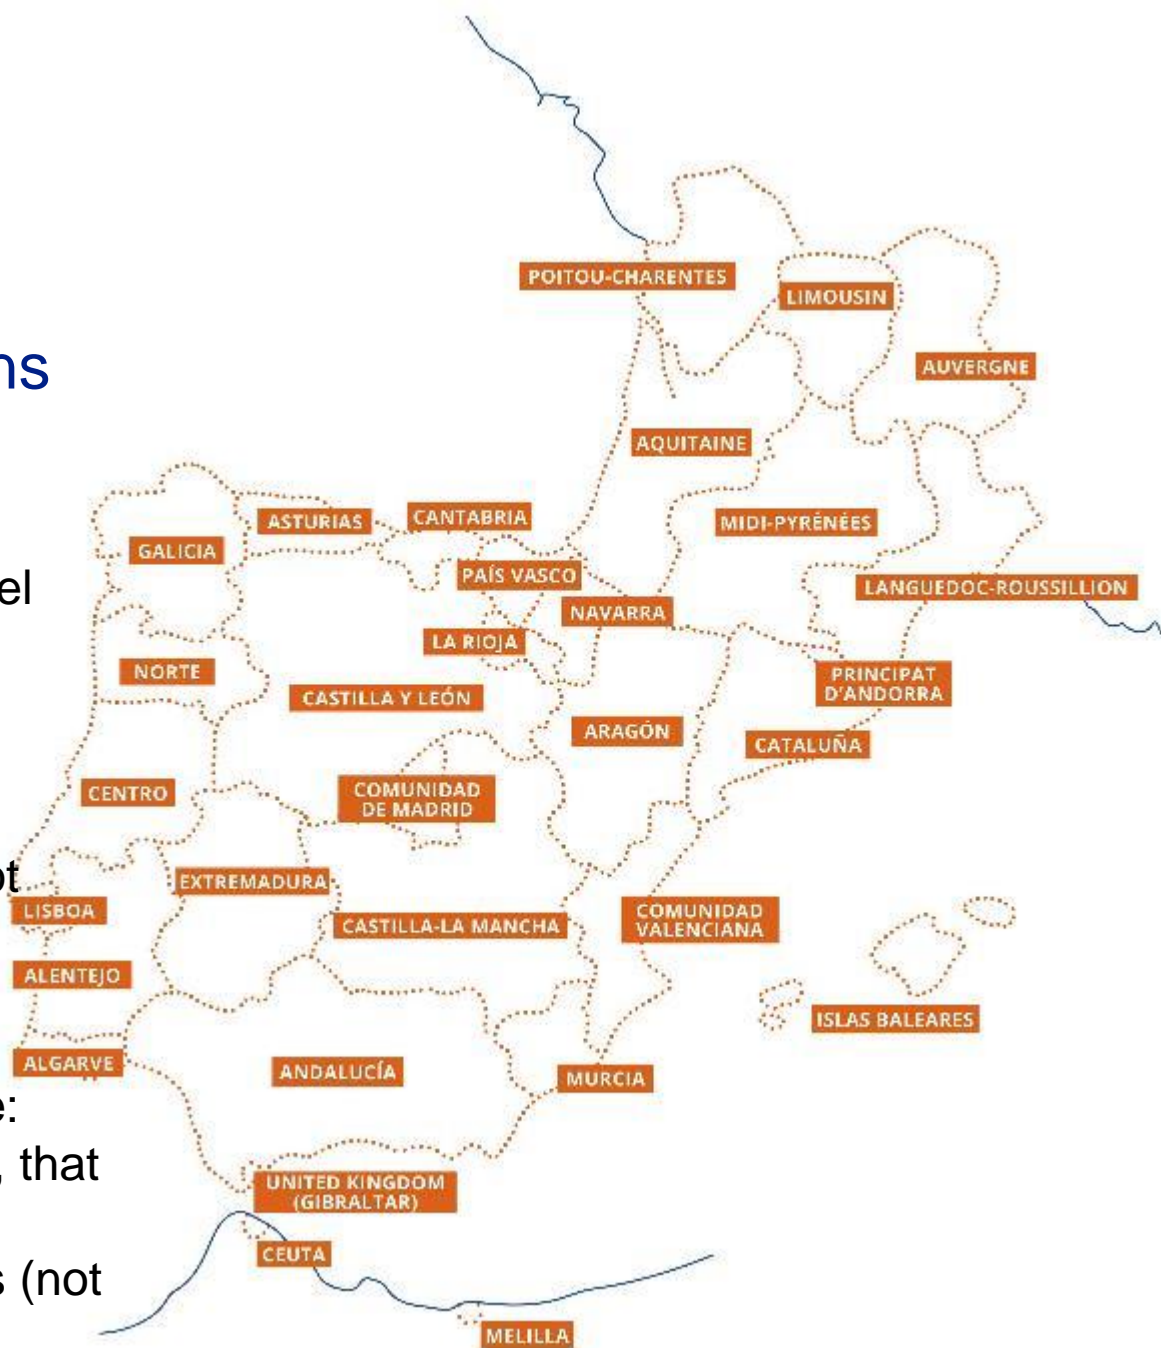 POITOU-CHARENTES
LIMOUSIN
ns
AUVERGNE
AQUITAINE
ASTURIAS
CANTABRIA
MIDI-PYRÉNÉES
GALICIA
PAÍS VASCO
el
LANGUEDOC-ROUSSILLION
NAVARRA
LA RIOJA
NORTE
PRINCIPAT
D'ANDORRA
CASTILLA Y LEÓN
ARAGÓN
CATALUÑA
CENTRO
COMUNIDAD
DE MADRID
ot
EXTREMADURA
LISBOA
COMUNIDAD
VALENCIANA
CASTILLA-LA MANCHA
ALENTEJO
ISLAS BALEARES
ALGARVE
ANDALUCÍA
MURCIA
e:
, that
UNITED KINGDOM
(GIBRALTAR)
CEUTA
s (not
MELILLA